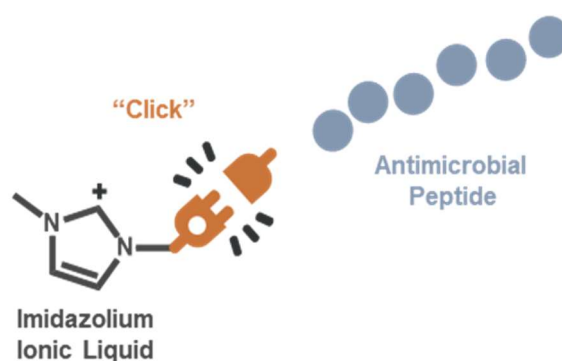 “Click”
Antimicrobial
Peptide
+
N
N
Imidazolium
Ionic Liquid